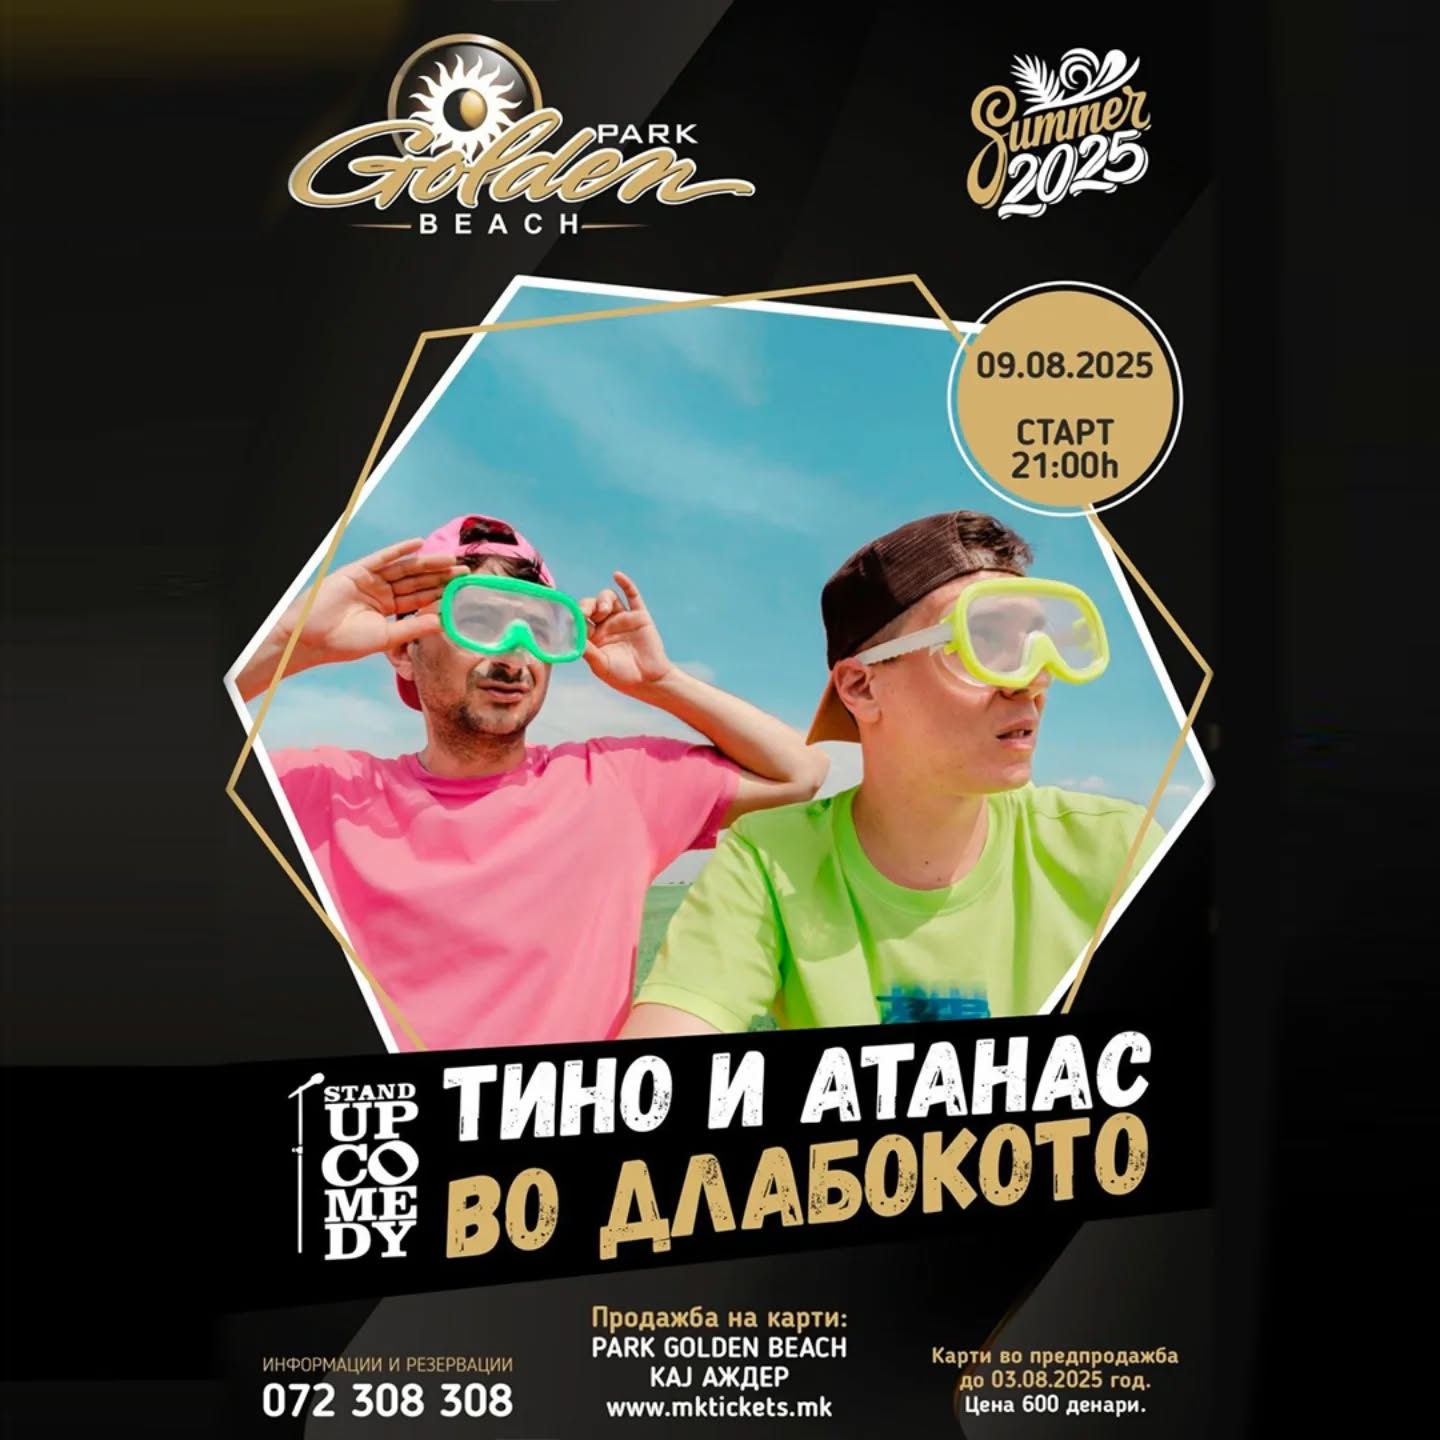 PARK
Golden
BEACH
Summer
2025
09.08.2025
СТАРТ
21:00h
STAND
UP
CO
ME
DY
ТИНО И АТАНАС
ВО ДЛАБОКОТО
ИНФОРМАЦИИ И РЕЗЕРВАЦИИ
072 308 308
Продажба на карти:
PARK GOLDEN BEACH
КАЈ АЖДЕР
www.mktickets.mk
Карти во предпродажба
до 03.08.2025 год.
Цена 600 денари.